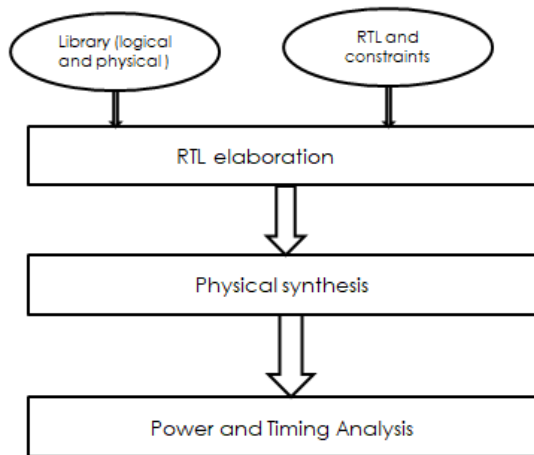 Library (logical
and physical )
RTL and
constraints
RTL elaboration
Physical synthesis
Power and Timing Analysis